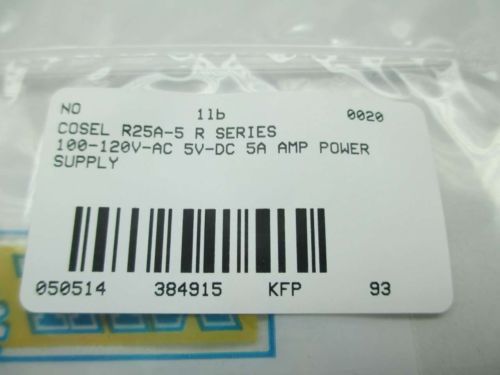 NO 1lb 0020
COSEL R25A-5 R SERIES
100-120V-AC 5V-DC 5A AMP POWER
SUPPLY
050514 384915 KFP 93